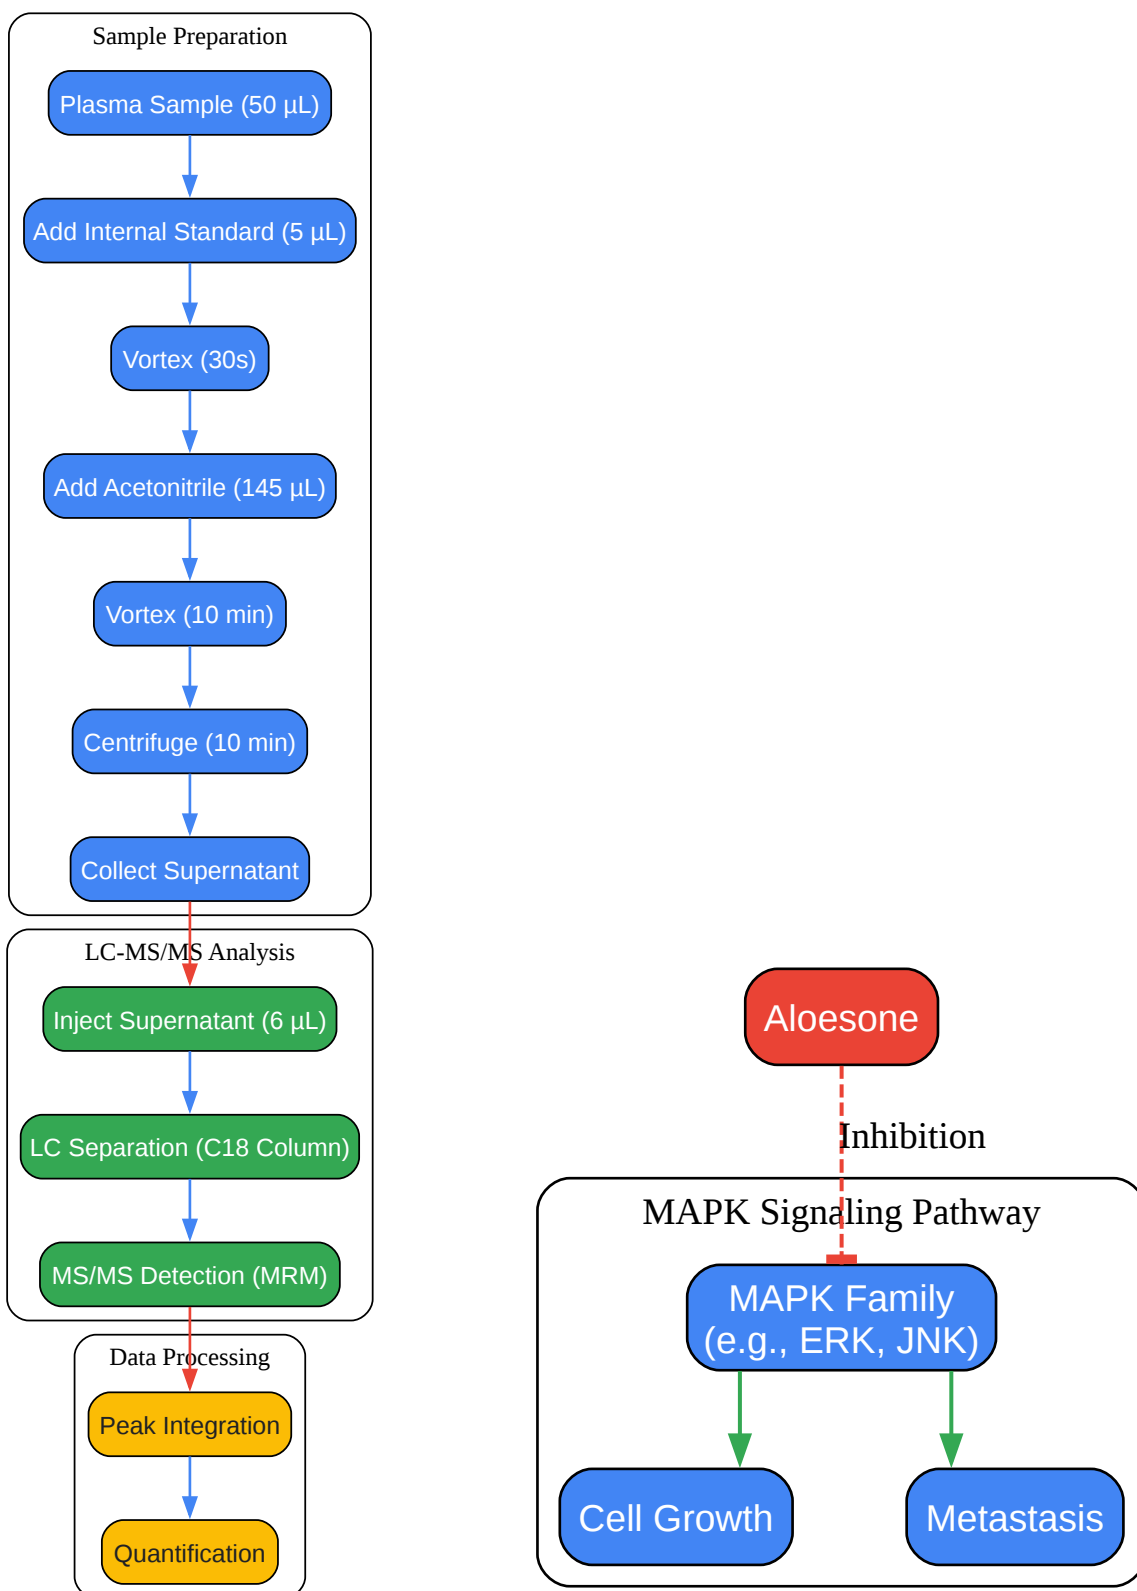 Sample Preparation
Plasma Sample (50 µL)
Add Internal Standard (5 µL)
Vortex (30s)
Add Acetonitrile (145 µL)
Vortex (10 min)
Centrifuge (10 min)
Collect Supernatant
LC-MS/MS Analysis
Inject Supernatant (6 µL)
LC Separation (C18 Column)
MS/MS Detection (MRM)
Data Processing
Peak Integration
Quantification
Aloesone
Inhibition
MAPK Signaling Pathway
MAPK Family
(e.g., ERK, JNK)
Cell Growth
Metastasis